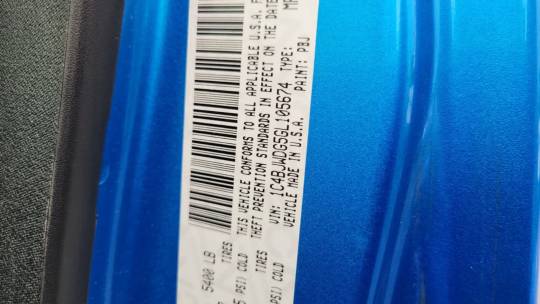 5400 LB
TIRES
PSI) COLD
THIS VEHICLE CONFORMS TO ALL APPLICABLE U.S.A. F
THEFT PREVENTION STANDARDS IN EFFECT ON THE DATE
TIRES
PSI) COLD
VIN: 1C4BJWDG5GL105674 TYPE:
VEHICLE MADE IN U.S.A. PAINT: PBJ